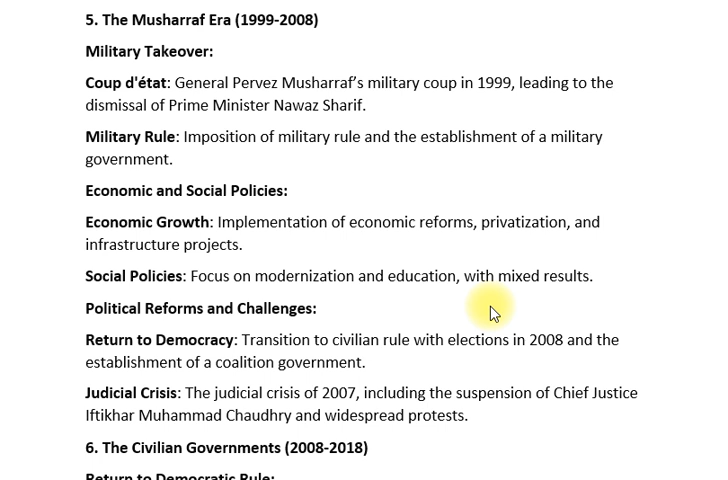 5. The Musharraf Era (1999-2008)
Military Takeover:
Coup d'état: General Pervez Musharraf’s military coup in 1999, leading to the
dismissal of Prime Minister Nawaz Sharif.
Military Rule: Imposition of military rule and the establishment of a military
government.
Economic and Social Policies:
Economic Growth: Implementation of economic reforms, privatization, and
infrastructure projects.
Social Policies: Focus on modernization and education, with mixed results.
Political Reforms and Challenges:
Return to Democracy: Transition to civilian rule with elections in 2008 and the
establishment of a coalition government.
Judicial Crisis: The judicial crisis of 2007, including the suspension of Chief Justice
Iftikhar Muhammad Chaudhry and widespread protests.
6. The Civilian Governments (2008-2018)
Return to Democratic Rule: